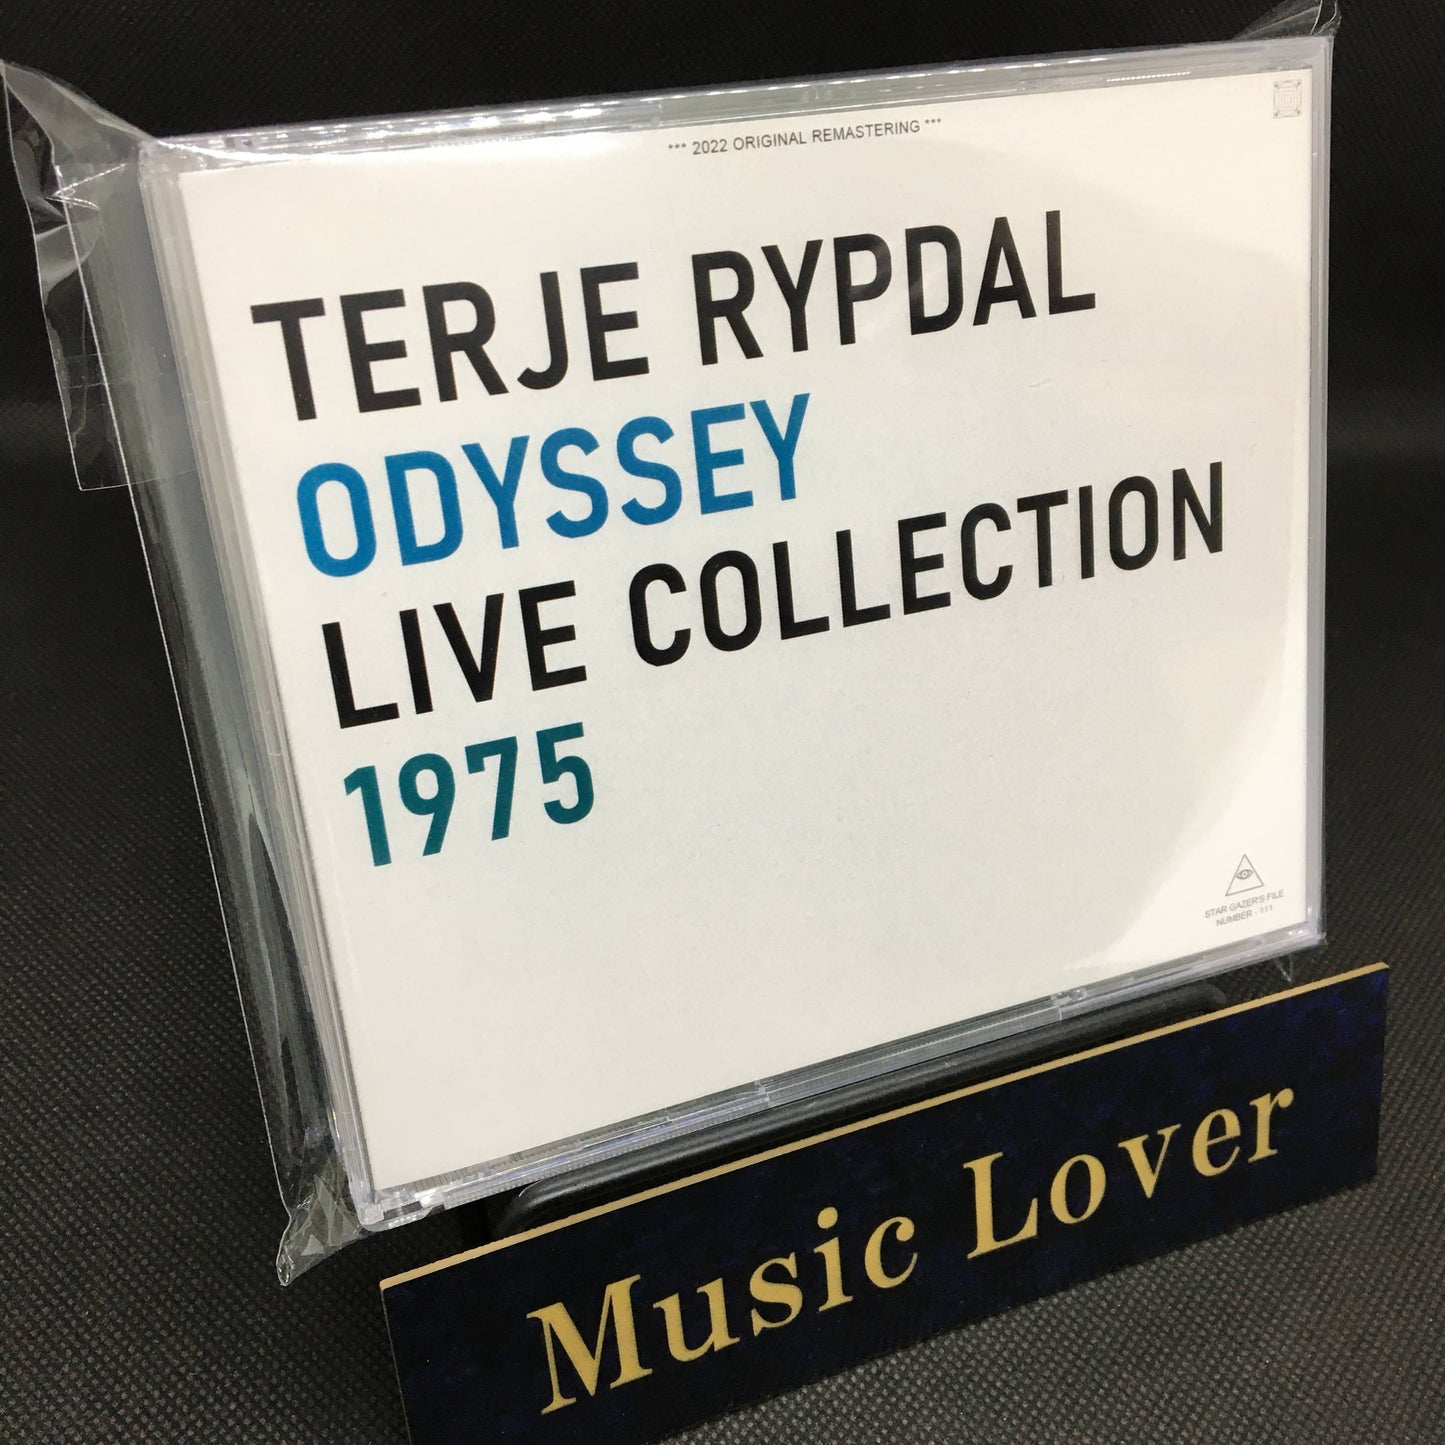 *** 2022 ORIGINAL REMASTERING ***
TERJE RYPDAL
ODYSSEY
LIVE COLLECTION
1975
STAR GAZER'S FILE
NUMBER - 111
Music Lover